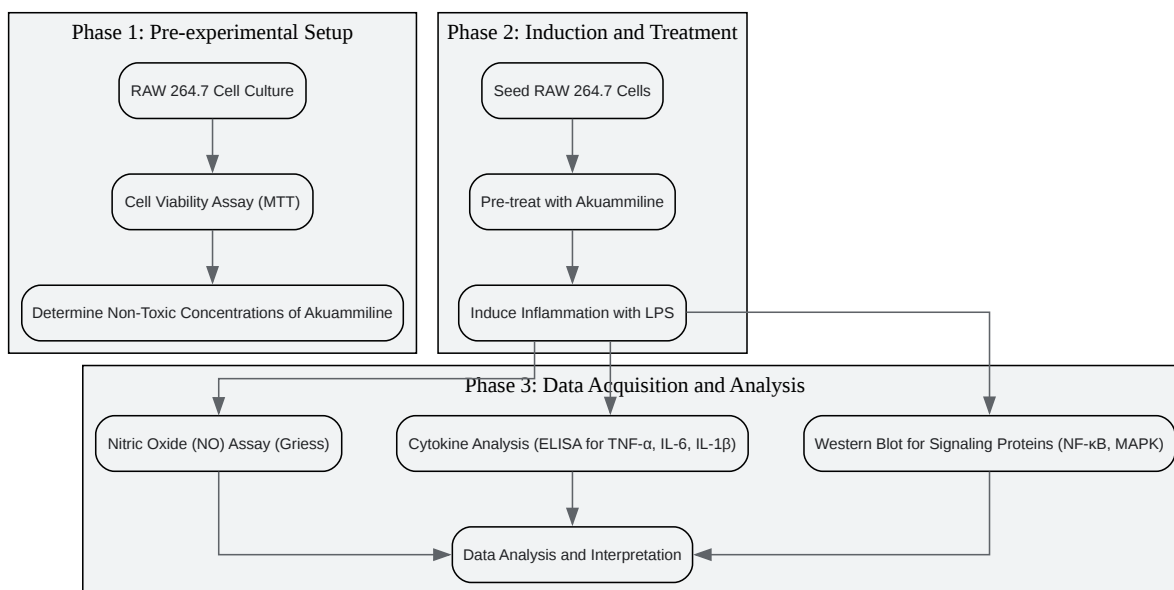 Phase 1: Pre-experimental Setup
RAW 264.7 Cell Culture
Cell Viability Assay (MTT)
Determine Non-Toxic Concentrations of Akuammiline
Phase 2: Induction and Treatment
Seed RAW 264.7 Cells
Pre-treat with Akuammiline
Induce Inflammation with LPS
Phase 3: Data Acquisition and Analysis
Nitric Oxide (NO) Assay (Griess)
Cytokine Analysis (ELISA for TNF-α, IL-6, IL-1β)
Western Blot for Signaling Proteins (NF-κB, MAPK)
Data Analysis and Interpretation